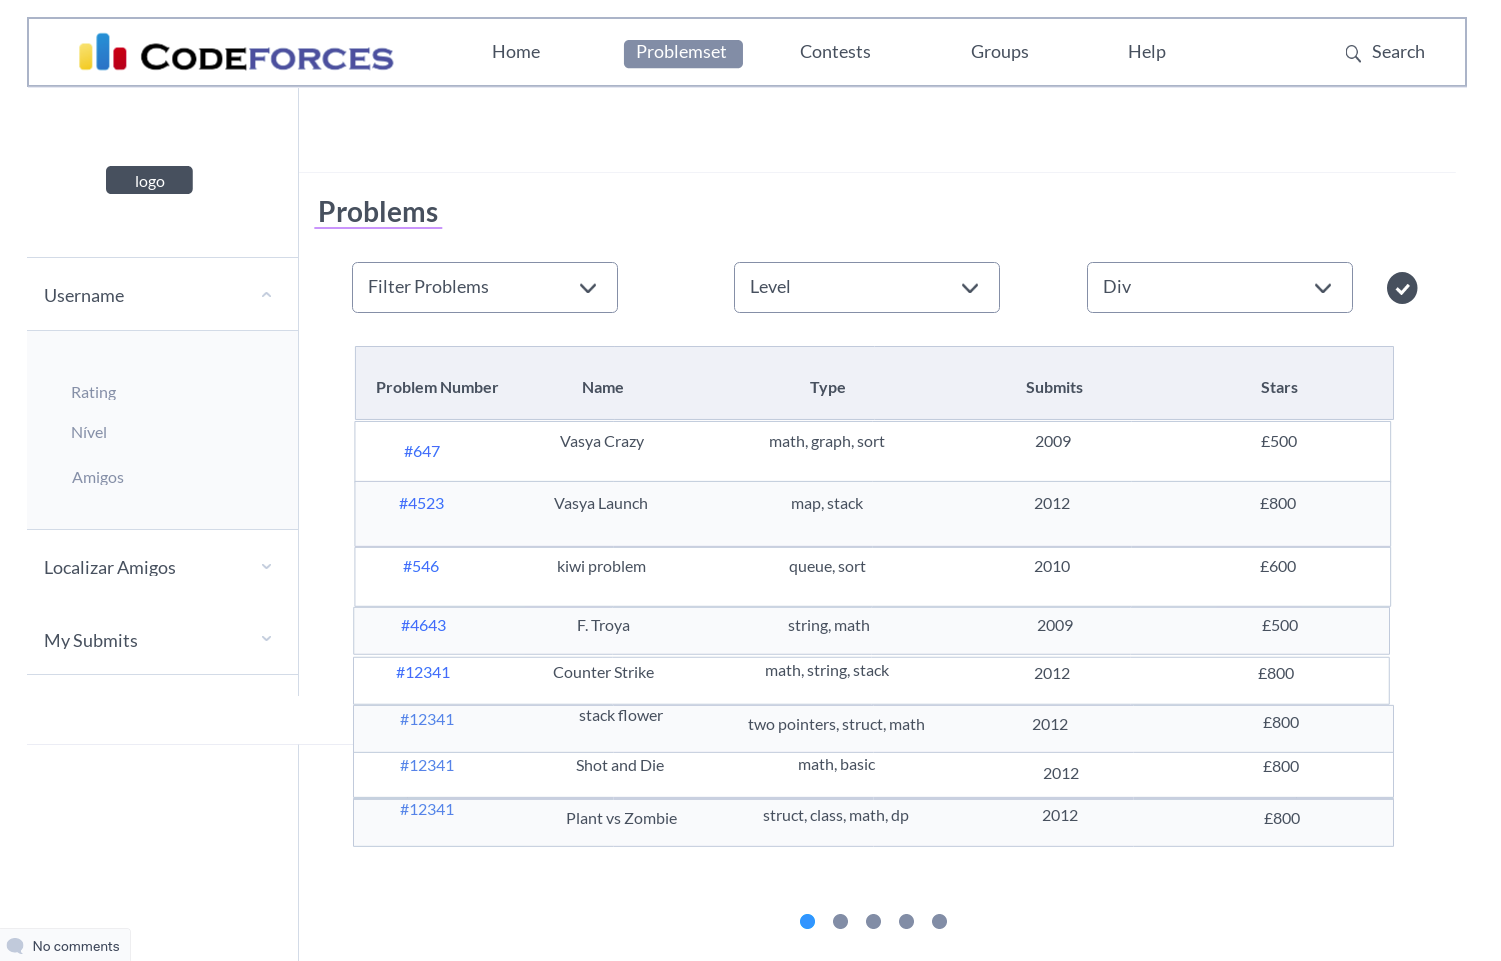 CODEFORCES Home Problemset Contests Groups Help Search
logo
Problems
Username
Rating
Nível
Amigos
Localizar Amigos
My Submits
Filter Problems Level Div
Problem Number Name Type Submits Stars
#647 Vasya Crazy math, graph, sort 2009 £500
#4523 Vasya Launch map, stack 2012 £800
#546 kiwi problem queue, sort 2010 £600
#4643 F. Troya string, math 2009 £500
#12341 Counter Strike math, string, stack 2012 £800
#12341 stack flower two pointers, struct, math 2012 £800
#12341 Shot and Die math, basic 2012 £800
#12341 Plant vs Zombie struct, class, math, dp 2012 £800
No comments